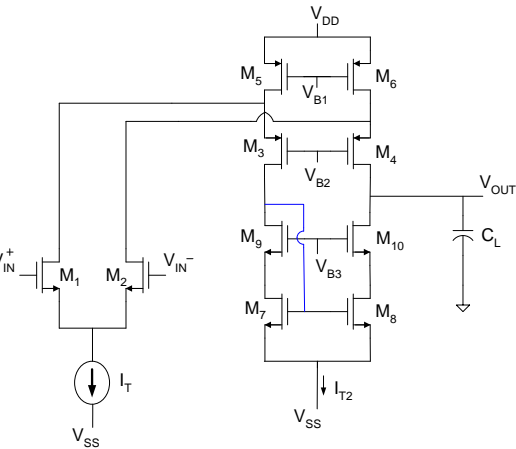 V_DD
M_5
M_6
V_B1
M_3
M_4
V_B2
V_OUT
V_IN^+
M_1
M_2
V_IN^−
M_9
M_10
V_B3
C_L
M_7
M_8
I_T
I_T2
V_SS
V_SS